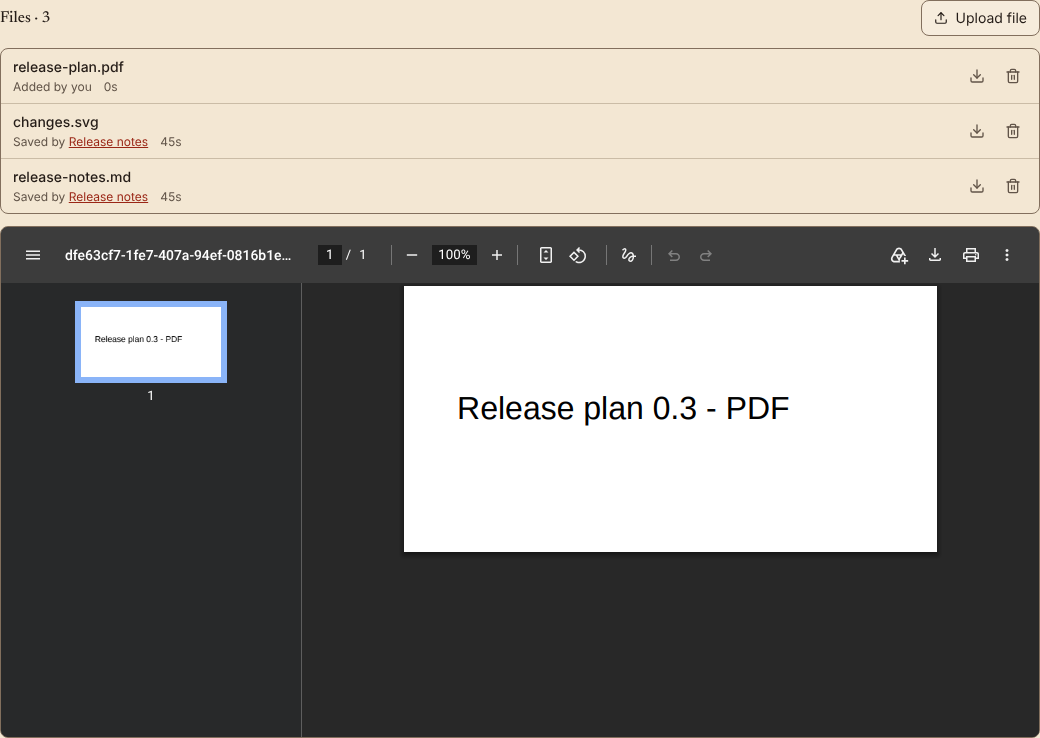 Files · 3
Upload file
release-plan.pdf
Added by you 0s
changes.svg
Saved by Release notes 45s
release-notes.md
Saved by Release notes 45s
dfe63cf7-1fe7-407a-94ef-0816b1e... 1 / 1 100%
Release plan 0.3 - PDF
1
Release plan 0.3 - PDF